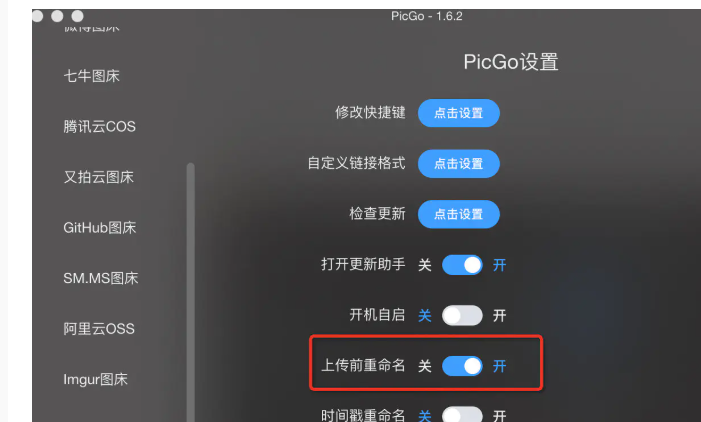 PicGo - 1.6.2
微博图床
七牛图床
腾讯云COS
又拍云图床
GitHub图床
SM.MS图床
阿里云OSS
Imgur图床
PicGo设置
修改快捷键 点击设置
自定义链接格式 点击设置
检查更新 点击设置
打开更新助手 关 开
开机自启 关 开
上传前重命名 关 开
时间戳重命名 关 开